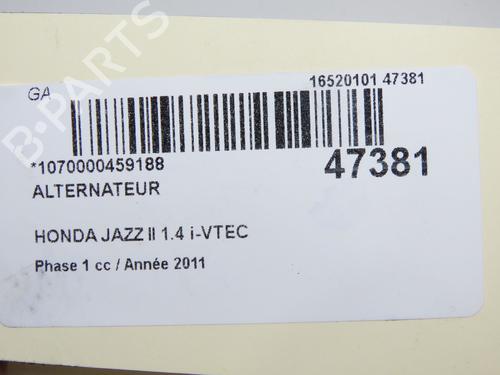 GA
16520101 47381
*1070000459188
47381
ALTERNATEUR
HONDA JAZZ II 1.4 i-VTEC
Phase 1 cc / Année 2011
B-PARTS